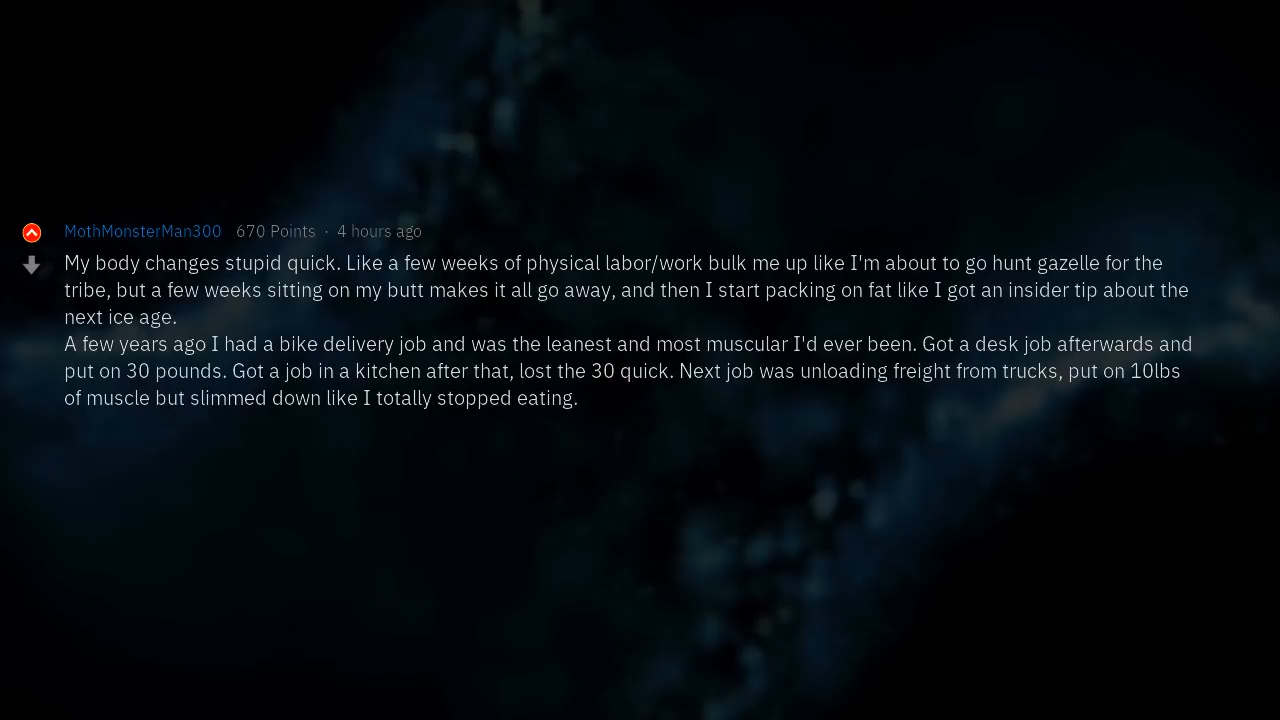 MothMonsterMan300 670 Points · 4 hours ago
My body changes stupid quick. Like a few weeks of physical labor/work bulk me up like I'm about to go hunt gazelle for the
tribe, but a few weeks sitting on my butt makes it all go away, and then I start packing on fat like I got an insider tip about the
next ice age.
A few years ago I had a bike delivery job and was the leanest and most muscular I'd ever been. Got a desk job afterwards and
put on 30 pounds. Got a job in a kitchen after that, lost the 30 quick. Next job was unloading freight from trucks, put on 10lbs
of muscle but slimmed down like I totally stopped eating.